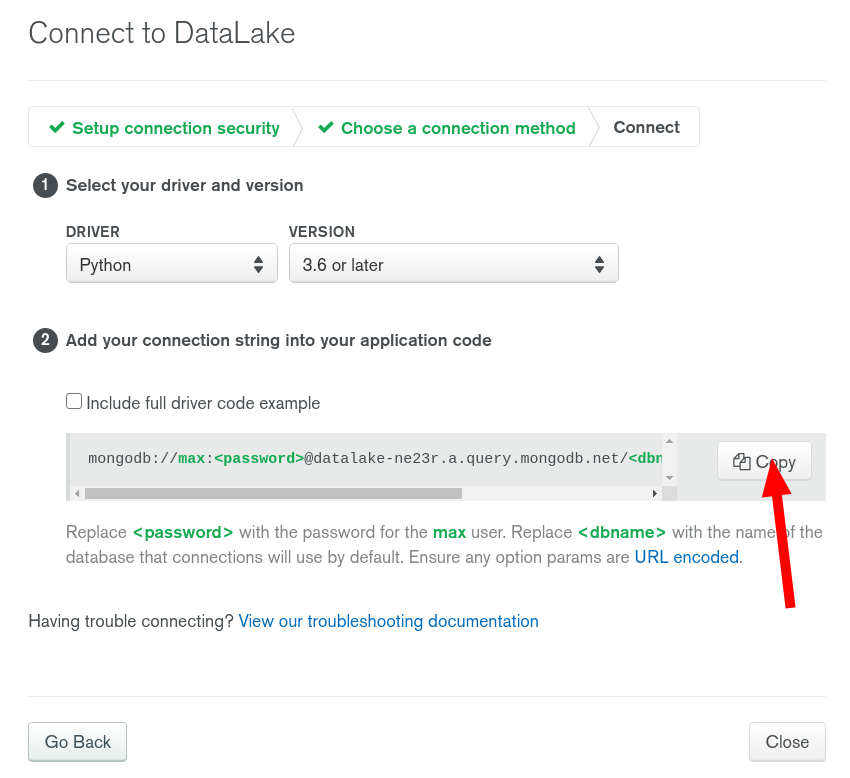 Connect to DataLake
Setup connection security
Choose a connection method
Connect
1 Select your driver and version
DRIVER
VERSION
Python
3.6 or later
2 Add your connection string into your application code
Include full driver code example
mongodb://max:<password>@datalake-ne23r.a.query.mongodb.net/<dbn
Copy
Replace <password> with the password for the max user. Replace <dbname> with the name of the
database that connections will use by default. Ensure any option params are URL encoded.
Having trouble connecting? View our troubleshooting documentation
Go Back
Close